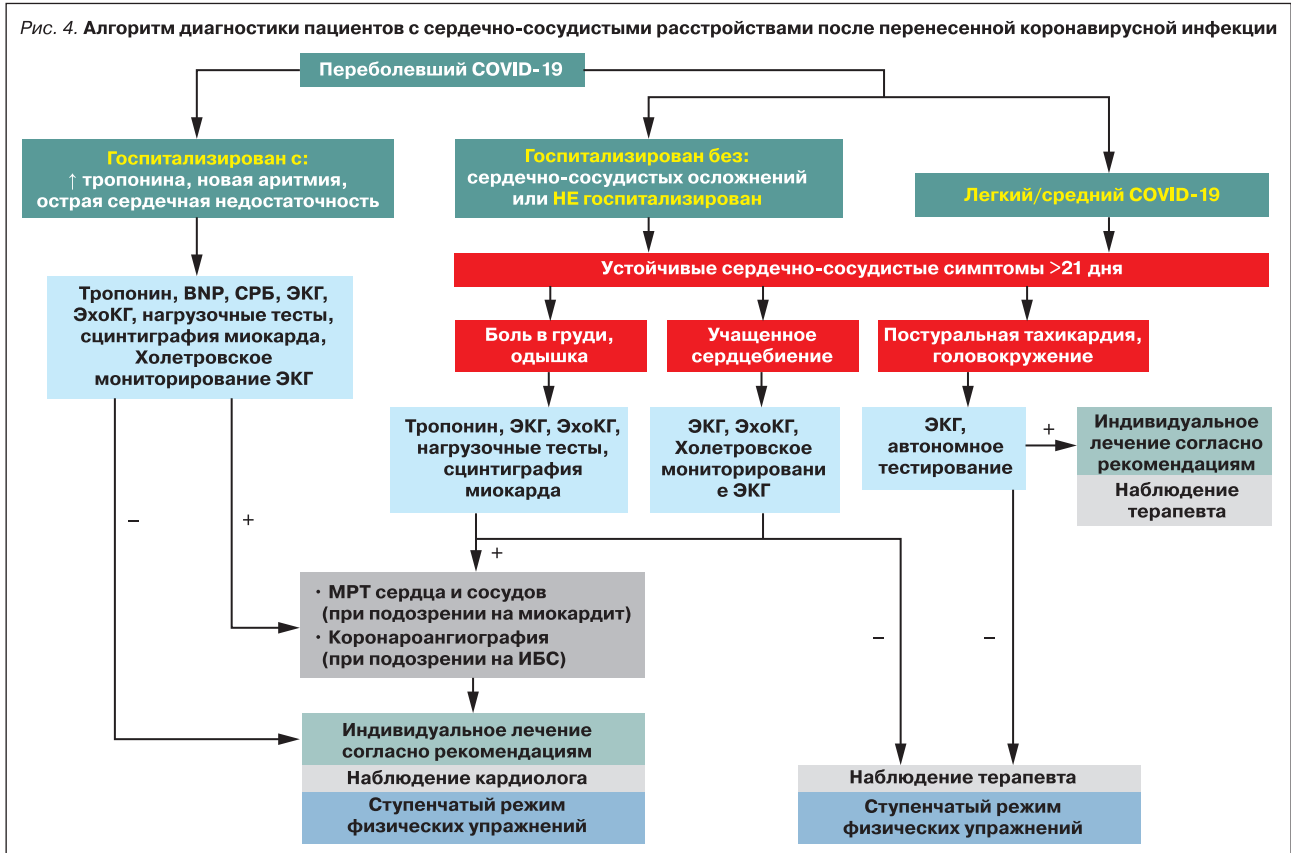 Рис. 4. Алгоритм диагностики пациентов с сердечно-сосудистыми расстройствами после перенесенной коронавирусной инфекции
Переболевший COVID-19
Госпитализирован с:
↑ тропонина, новая аритмия,
острая сердечная недостаточность
Госпитализирован без:
сердечно-сосудистых осложнений
или НЕ госпитализирован
Легкий/средний COVID-19
Устойчивые сердечно-сосудистые симптомы >21 дня
Тропонин, BNP, СРБ, ЭКГ,
ЭхоКГ, нагрузочные тесты,
сцинтиграфия миокарда,
Холетровское
мониторирование ЭКГ
Боль в груди,
одышка
Учащенное
сердцебиение
Постуральная тахикардия,
головокружение
Тропонин, ЭКГ, ЭхоКГ,
нагрузочные тесты,
сцинтиграфия
миокарда
ЭКГ, ЭхоКГ,
Холетровское
мониторировани
е ЭКГ
ЭКГ,
автономное
тестирование
+
Индивидуальное
лечение согласно
рекомендациям
Наблюдение
терапевта
–
+
+
· МРТ сердца и сосудов
(при подозрении на миокардит)
· Коронароангиография
(при подозрении на ИБС)
–
–
Индивидуальное лечение
согласно рекомендациям
Наблюдение кардиолога
Ступенчатый режим
физических упражнений
Наблюдение терапевта
Ступенчатый режим
физических упражнений